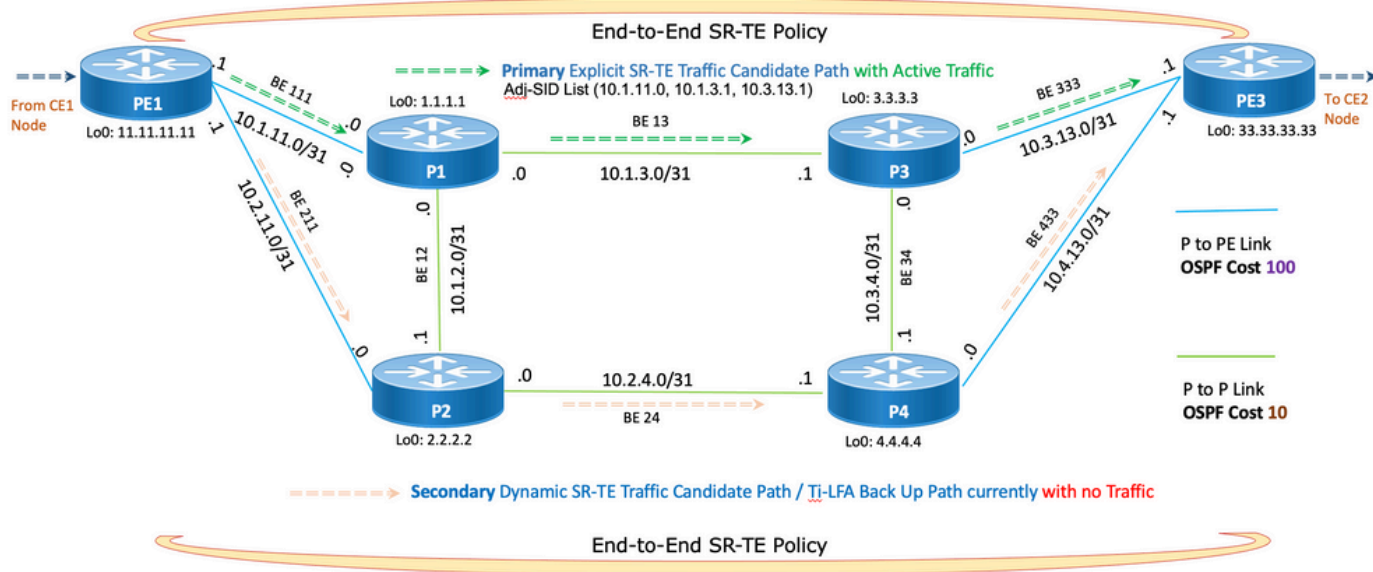 End-to-End SR-TE Policy
Primary Explicit SR-TE Traffic Candidate Path with Active Traffic
Adj-SID List (10.1.11.0, 10.1.3.1, 10.3.13.1)
From CE1
Node
PE1
Lo0: 11.11.11.11
.1
.1
BE 111
10.1.11.0/31
.0
.0
Lo0: 1.1.1.1
P1
BE 13
.0
10.1.3.0/31
.1
Lo0: 3.3.3.3
P3
.0
BE 333
10.3.13.0/31
.1
.1
PE3
Lo0: 33.33.33.33
To CE2
Node
BE 211
10.2.11.0/31
.0
.0
BE 12
10.1.2.0/31
.1
.0
10.3.4.0/31
BE 34
.1
BE 433
10.4.13.0/31
.0
P to PE Link
OSPF Cost 100
P2
Lo0: 2.2.2.2
.0
10.2.4.0/31
.1
BE 24
P4
Lo0: 4.4.4.4
P to P Link
OSPF Cost 10
Secondary Dynamic SR-TE Traffic Candidate Path / Ti-LFA Back Up Path currently with no Traffic
End-to-End SR-TE Policy